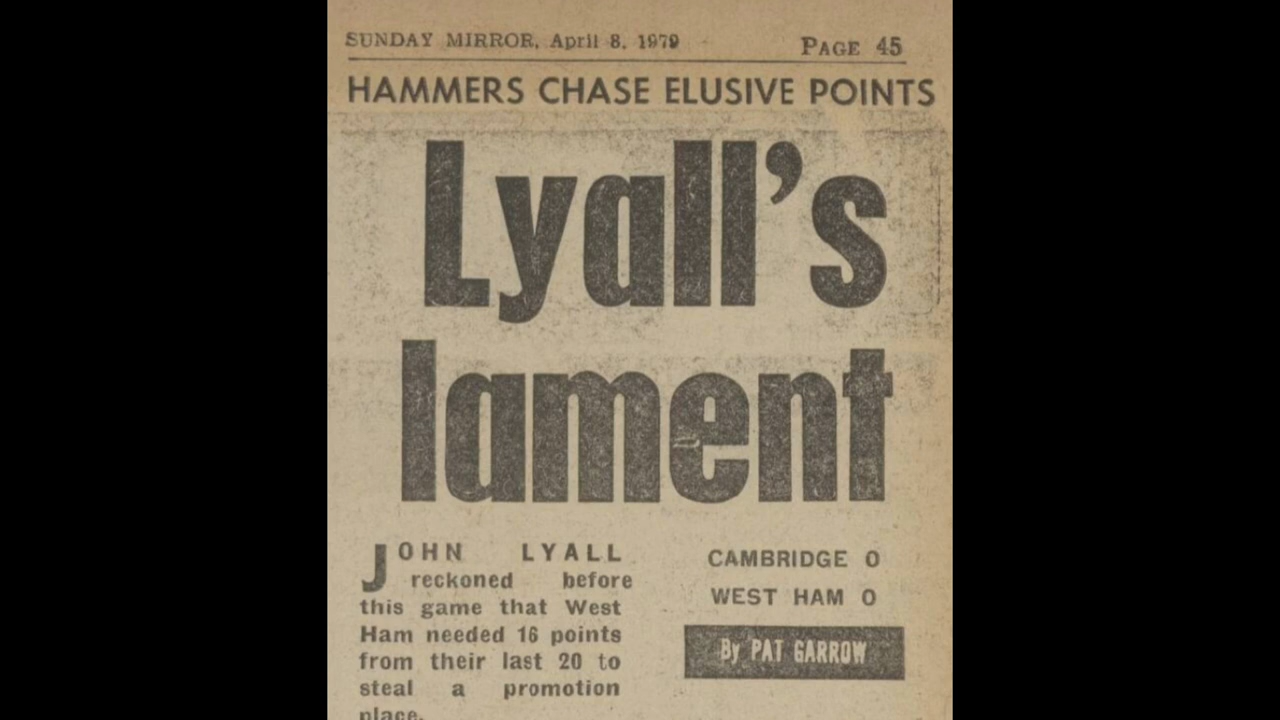 SUNDAY MIRROR, April 8, 1979 PAGE 45
HAMMERS CHASE ELUSIVE POINTS
Lyall's
lament
JOHN LYALL
reckoned before
this game that West
Ham needed 16 points
from their last 20 to
steal a promotion
place.
CAMBRIDGE 0
WEST HAM 0
By PAT GARROW